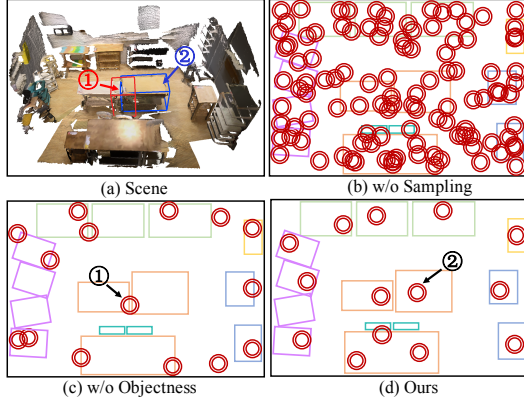 ①
②
(a) Scene
(b) w/o Sampling
①
②
(c) w/o Objectness
(d) Ours